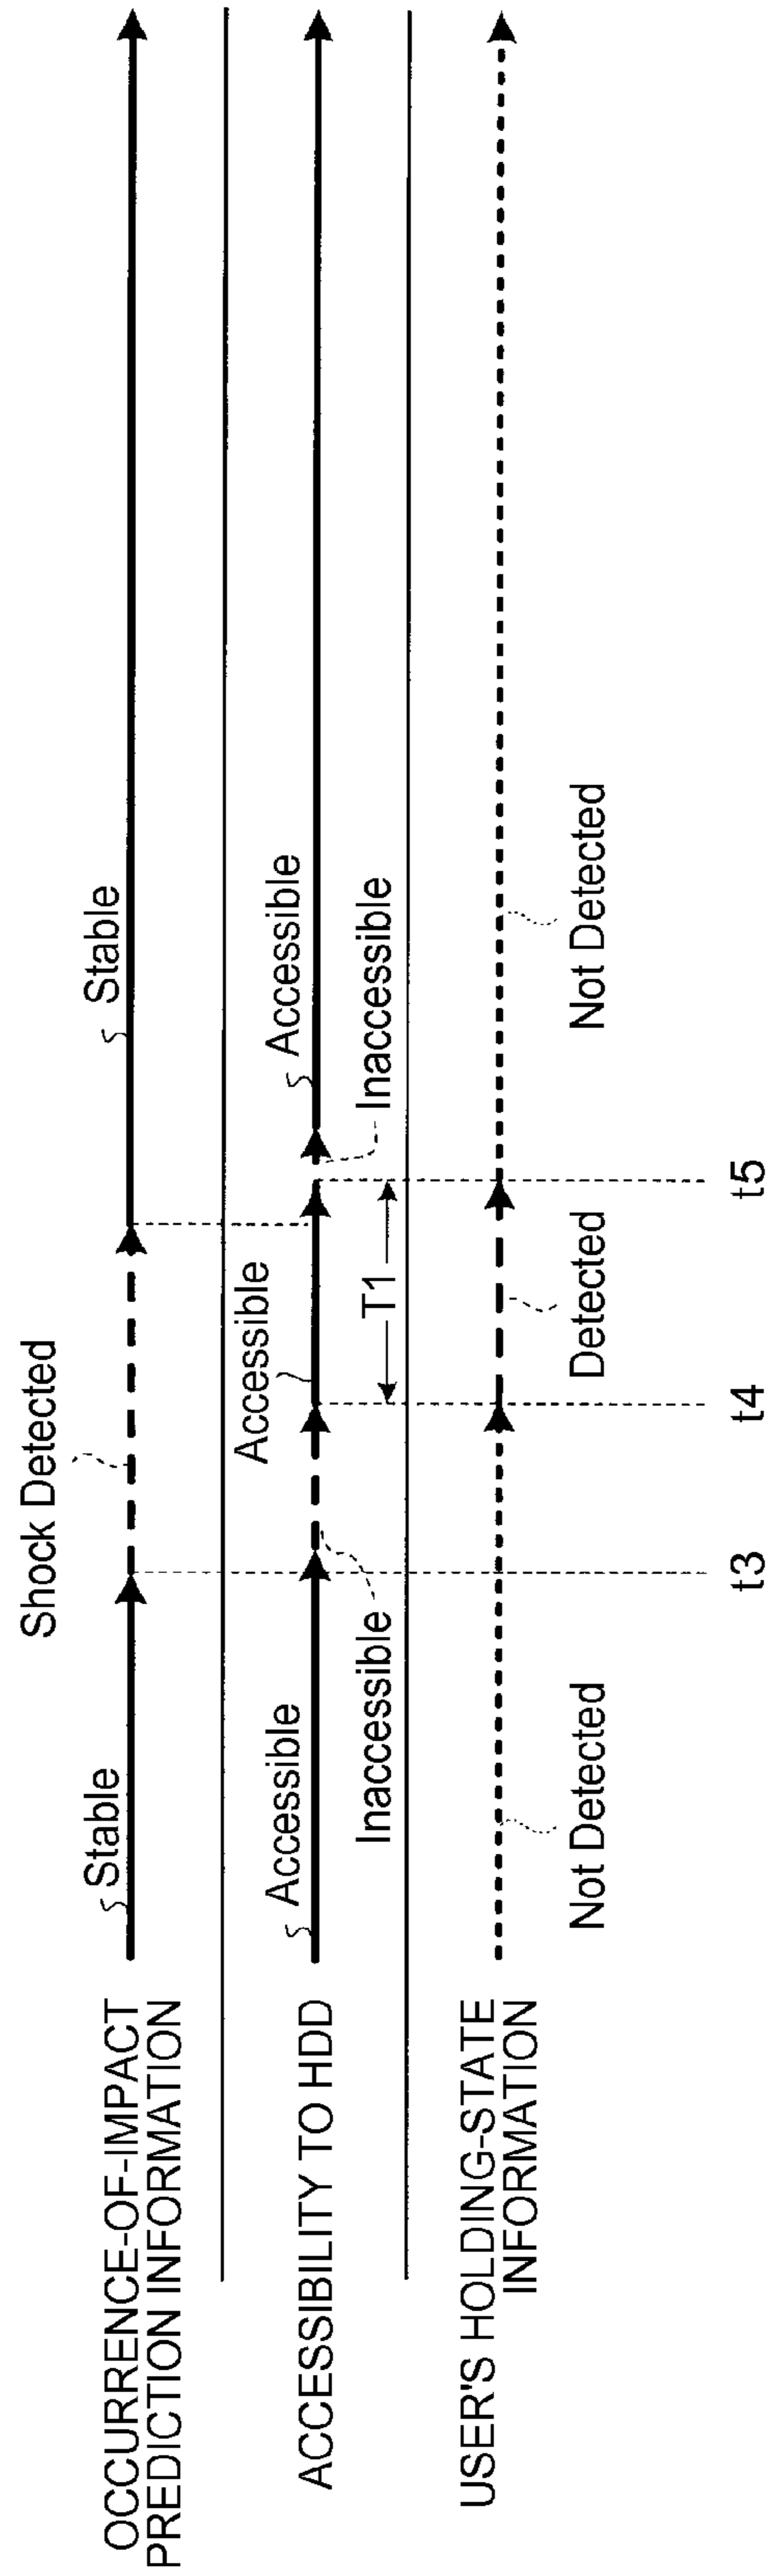 OCCURRENCE-OF-IMPACT
PREDICTION INFORMATION
Stable
Shock Detected
Stable
ACCESSIBILITY TO HDD
Accessible
Inaccessible
Accessible
T1
Inaccessible
Accessible
USER'S HOLDING-STATE
INFORMATION
Not Detected
Detected
Not Detected
t3
t4
t5